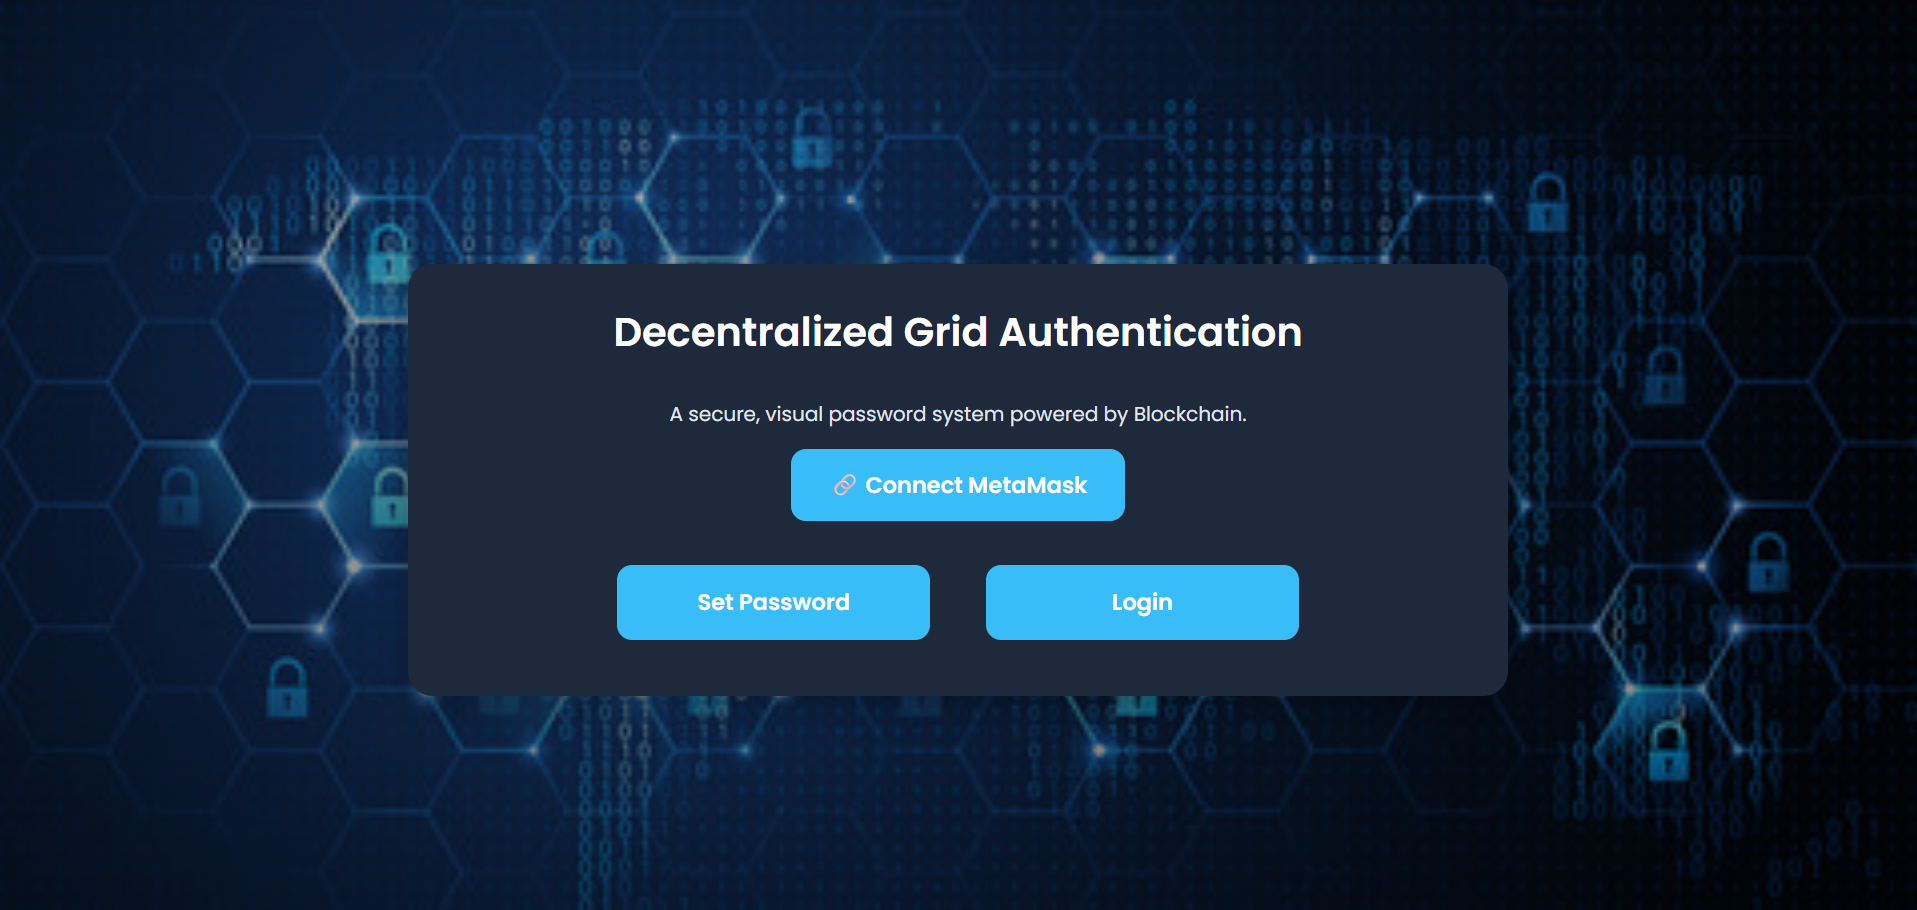 Decentralized Grid Authentication
A secure, visual password system powered by Blockchain.
🔗 Connect MetaMask
Set Password
Login